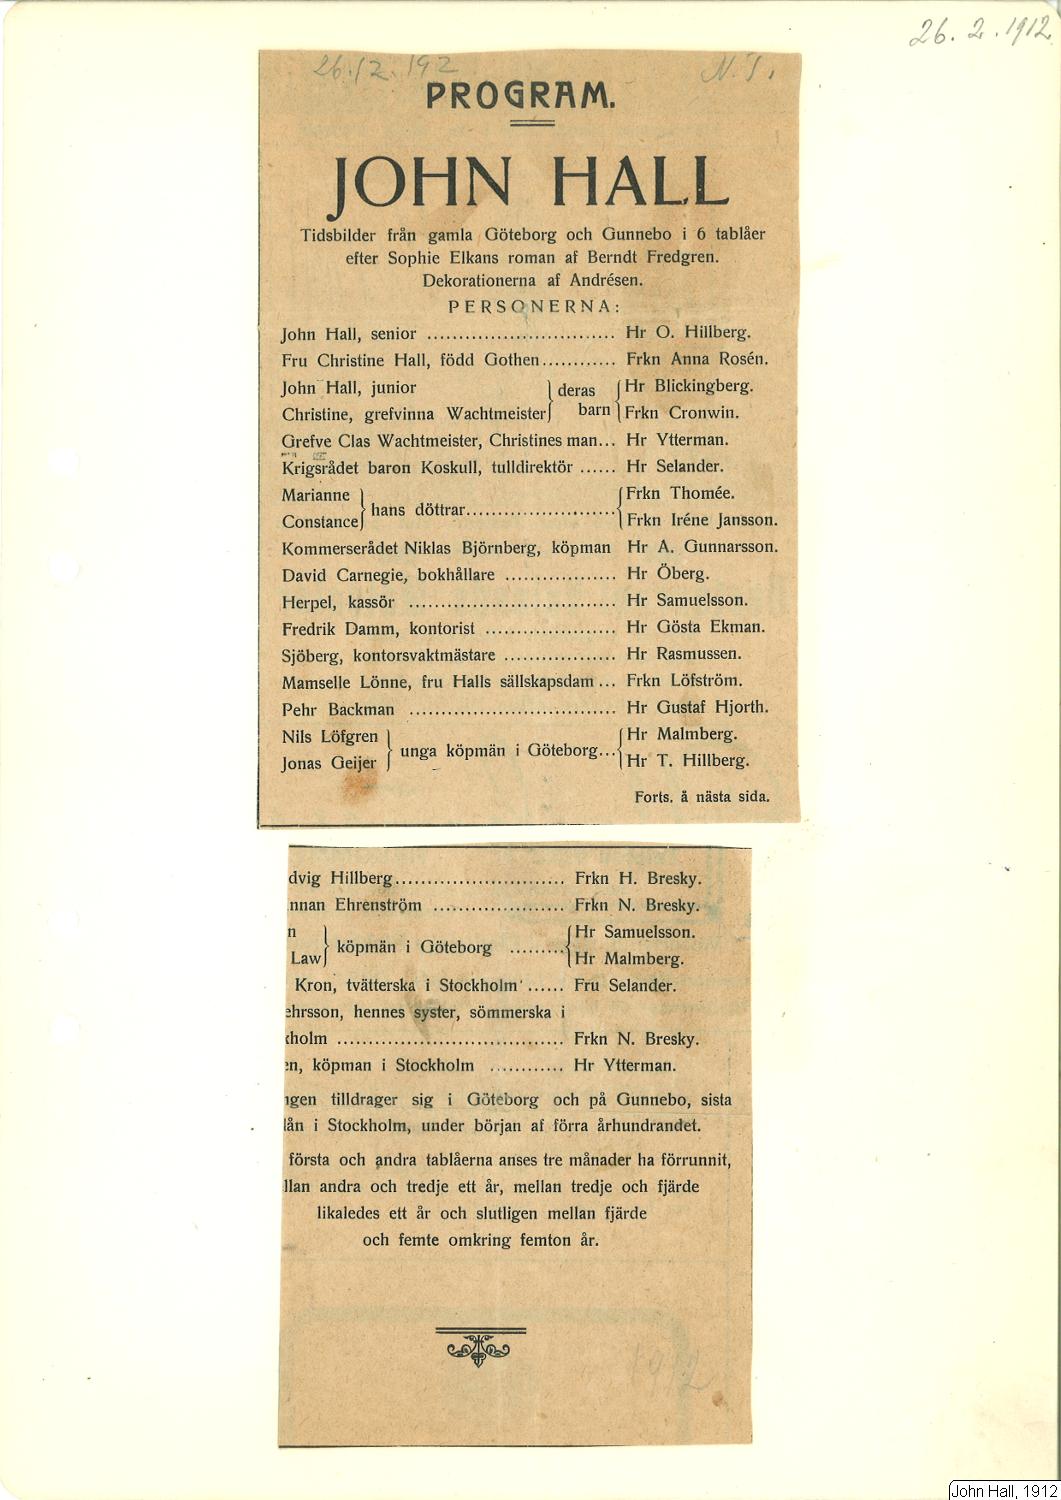 26. 2. 1912
26./2. 192
N. T.
PROGRAM.
JOHN HALL
Tidsbilder från gamla Göteborg och Gunnebo i 6 tablåer
efter Sophie Elkans roman af Berndt Fredgren.
Dekorationerna af Andrésen.
PERSONERNA:
John Hall, senior ............................. Hr O. Hillberg.
Fru Christine Hall, född Gothen............ Frkn Anna Rosén.
John Hall, junior } deras { Hr Blickingberg.
Christine, grefvinna Wachtmeister } barn { Frkn Cronwin.
Grefve Clas Wachtmeister, Christines man... Hr Ytterman.
Krigsrådet baron Koskull, tulldirektör ...... Hr Selander.
Marianne } hans döttrar....................... { Frkn Thomée.
Constance } { Frkn Iréne Jansson.
Kommerserådet Niklas Björnberg, köpman Hr A. Gunnarsson.
David Carnegie, bokhållare .................. Hr Öberg.
Herpel, kassör ................................ Hr Samuelsson.
Fredrik Damm, kontorist ..................... Hr Gösta Ekman.
Sjöberg, kontorsvaktmästare .................. Hr Rasmussen.
Mamselle Lönne, fru Halls sällskapsdam ... Frkn Löfström.
Pehr Backman ................................ Hr Gustaf Hjorth.
Nils Löfgren } unga köpmän i Göteborg... { Hr Malmberg.
Jonas Geijer } { Hr T. Hillberg.
Forts. å nästa sida.
dvig Hillberg........................... Frkn H. Bresky.
nnan Ehrenström ..................... Frkn N. Bresky.
n } köpmän i Göteborg ......... { Hr Samuelsson.
Law } { Hr Malmberg.
Kron, tvätterska i Stockholm ...... Fru Selander.
ehrsson, hennes syster, sömmerska i
kholm .................................... Frkn N. Bresky.
en, köpman i Stockholm ............ Hr Ytterman.
ngen tilldrager sig i Göteborg och på Gunnebo, sista
lån i Stockholm, under början af förra århundrandet.
första och andra tablåerna anses tre månader ha förrunnit,
llan andra och tredje ett år, mellan tredje och fjärde
likaledes ett år och slutligen mellan fjärde
och femte omkring femton år.
1912
John Hall, 1912